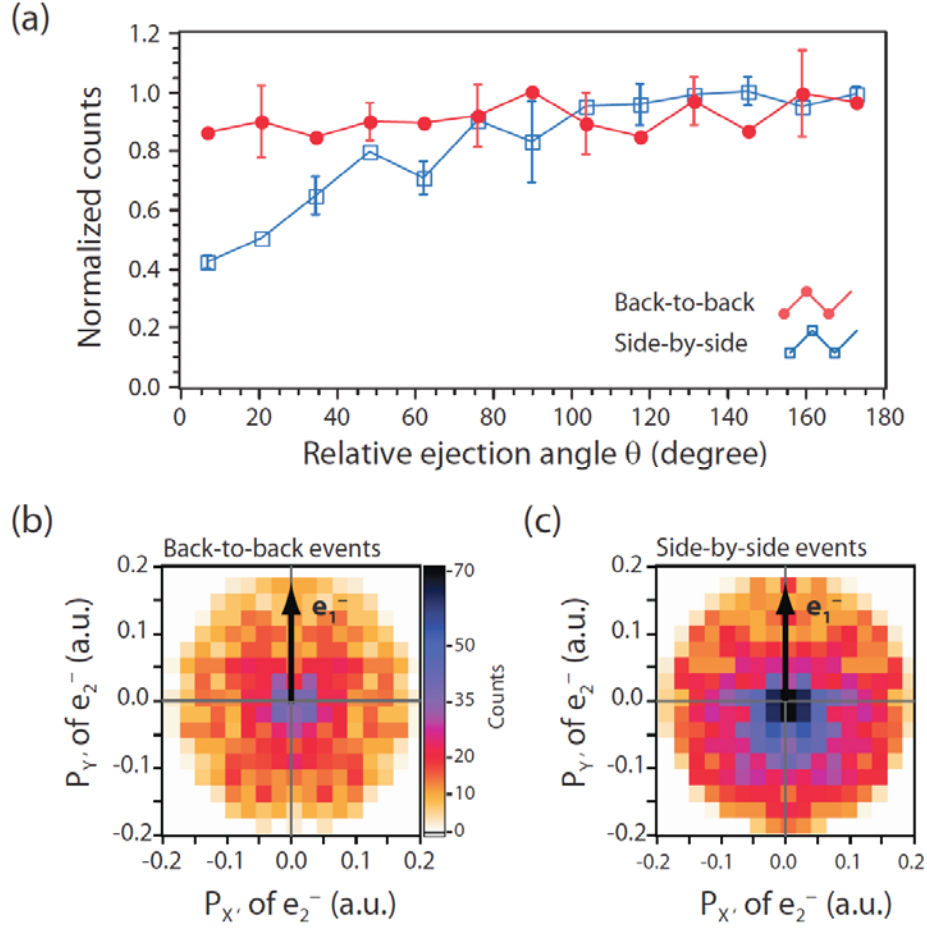 (a)
1.2
1.0
0.8
0.6
0.4
0.2
0.0
Normalized counts
Back-to-back
Side-by-side
0 20 40 60 80 100 120 140 160 180
Relative ejection angle θ (degree)
(b)
Back-to-back events
0.2
0.1
0.0
-0.1
-0.2
P_Y′ of e₂⁻ (a.u.)
e₁⁻
70
50
35
20
10
0
Counts
-0.2 -0.1 0.0 0.1 0.2
P_X′ of e₂⁻ (a.u.)
(c)
Side-by-side events
0.2
0.1
0.0
-0.1
-0.2
P_Y′ of e₂⁻ (a.u.)
e₁⁻
-0.2 -0.1 0.0 0.1 0.2
P_X′ of e₂⁻ (a.u.)